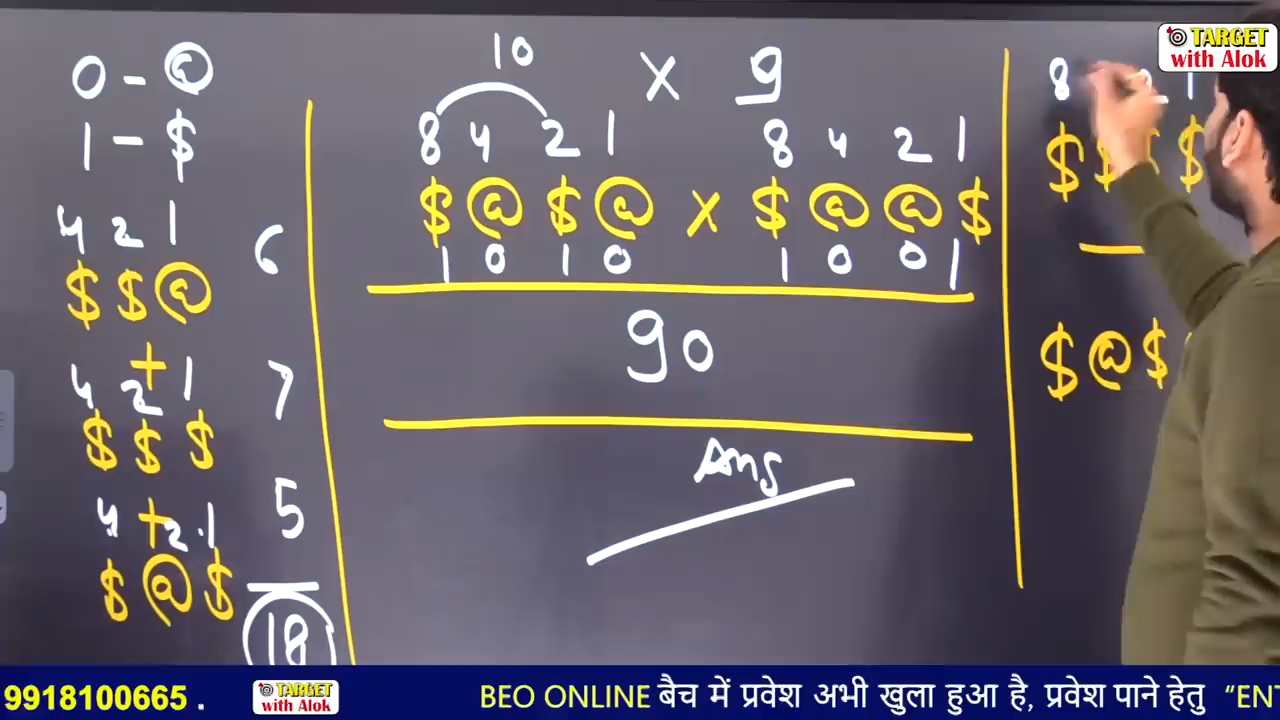 0 - @
1 - $
4 2 1
$ $ @
6
+
4 2 1
$ $ $
7
+
4 2 1
$ @ $
5
18
10 × 9
8 4 2 1 8 4 2 1
$ @ $ @ × $ @ @ $
1 0 1 0 1 0 0 1
90
Ans
8 1
$ $ $
—
$ @ $
TARGET
with Alok
9918100665 .
TARGET
with Alok
BEO ONLINE बैच में प्रवेश अभी खुला हुआ है, प्रवेश पाने हेतु “ENT